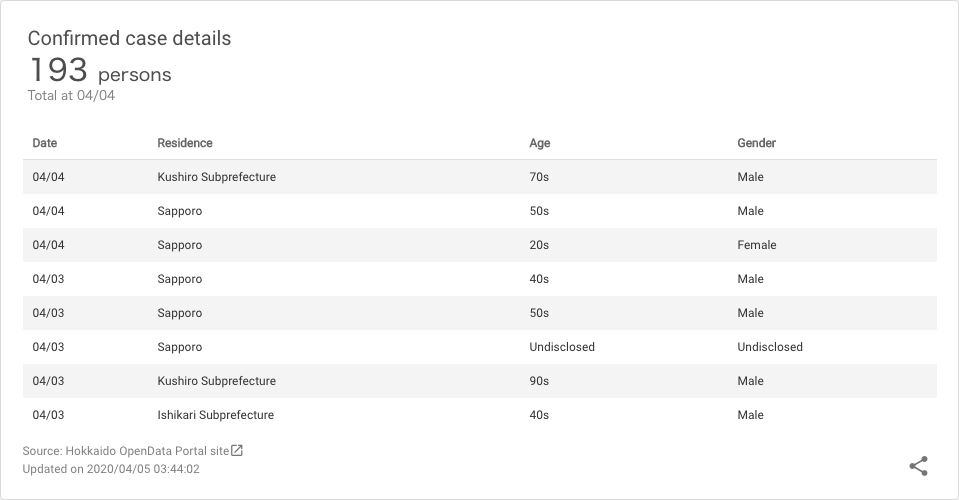 Confirmed case details
193 persons
Total at 04/04
Date Residence Age Gender
04/04 Kushiro Subprefecture 70s Male
04/04 Sapporo 50s Male
04/04 Sapporo 20s Female
04/03 Sapporo 40s Male
04/03 Sapporo 50s Male
04/03 Sapporo Undisclosed Undisclosed
04/03 Kushiro Subprefecture 90s Male
04/03 Ishikari Subprefecture 40s Male
Source: Hokkaido OpenData Portal site
Updated on 2020/04/05 03:44:02